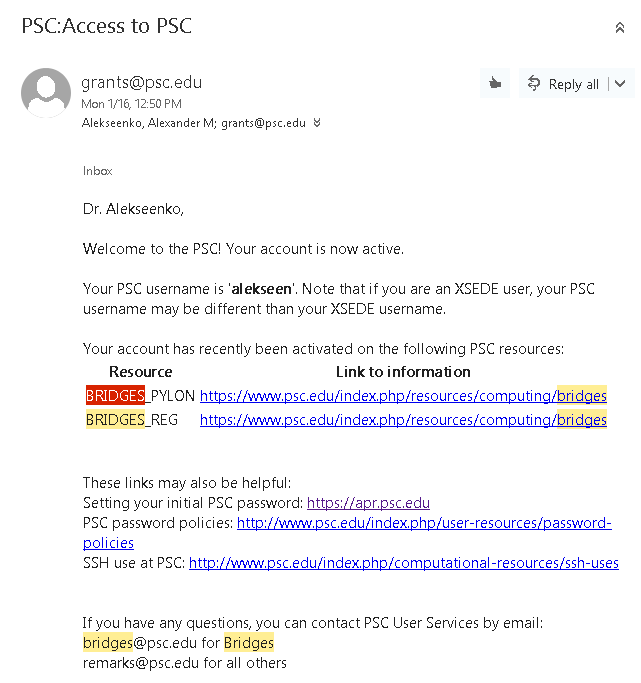 PSC:Access to PSC
grants@psc.edu
Mon 1/16, 12:50 PM
Reply all
Alekseenko, Alexander M; grants@psc.edu
Inbox
Dr. Alekseenko,
Welcome to the PSC! Your account is now active.
Your PSC username is 'alekseen'. Note that if you are an XSEDE user, your PSC
username may be different than your XSEDE username.
Your account has recently been activated on the following PSC resources:
Resource Link to information
BRIDGES_PYLON https://www.psc.edu/index.php/resources/computing/bridges
BRIDGES_REG https://www.psc.edu/index.php/resources/computing/bridges
These links may also be helpful:
Setting your initial PSC password: https://apr.psc.edu
PSC password policies: http://www.psc.edu/index.php/user-resources/password-
policies
SSH use at PSC: http://www.psc.edu/index.php/computational-resources/ssh-uses
If you have any questions, you can contact PSC User Services by email:
bridges@psc.edu for Bridges
remarks@psc.edu for all others